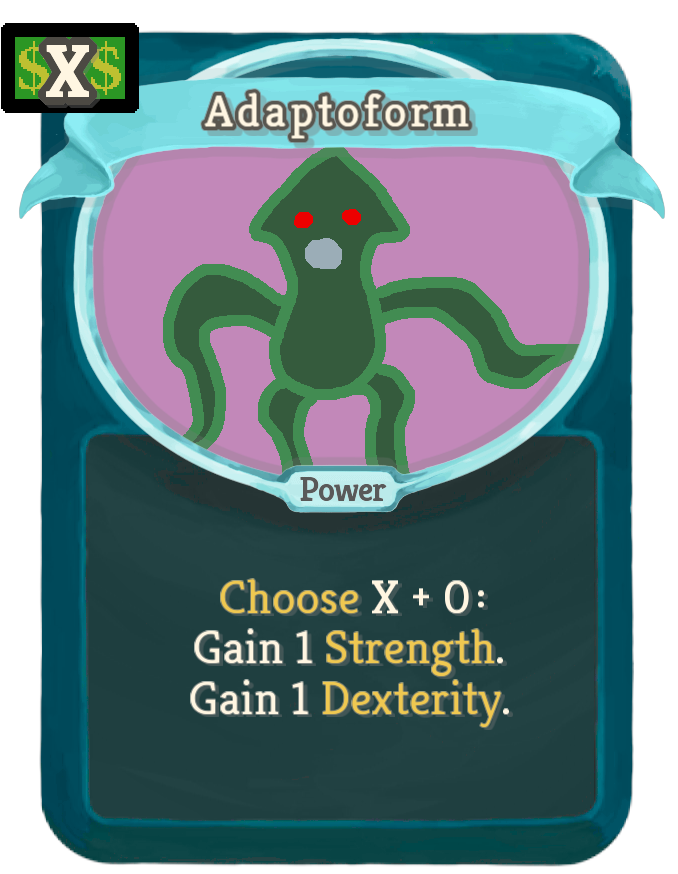 $X$
Adaptoform
Power
Choose X + 0:
Gain 1 Strength.
Gain 1 Dexterity.